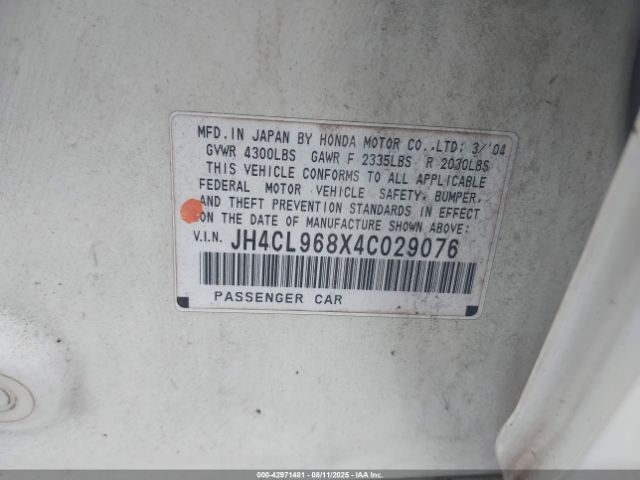 MFD. IN JAPAN BY HONDA MOTOR CO.,LTD: 3/'04
GVWR 4300LBS GAWR F 2335LBS R 2030LBS
THIS VEHICLE CONFORMS TO ALL APPLICABLE
FEDERAL MOTOR VEHICLE SAFETY, BUMPER,
AND THEFT PREVENTION STANDARDS IN EFFECT
ON THE DATE OF MANUFACTURE SHOWN ABOVE:
V.I.N. JH4CL968X4C029076
PASSENGER CAR
000-42971481 - 08/11/2025 - IAAI.COM